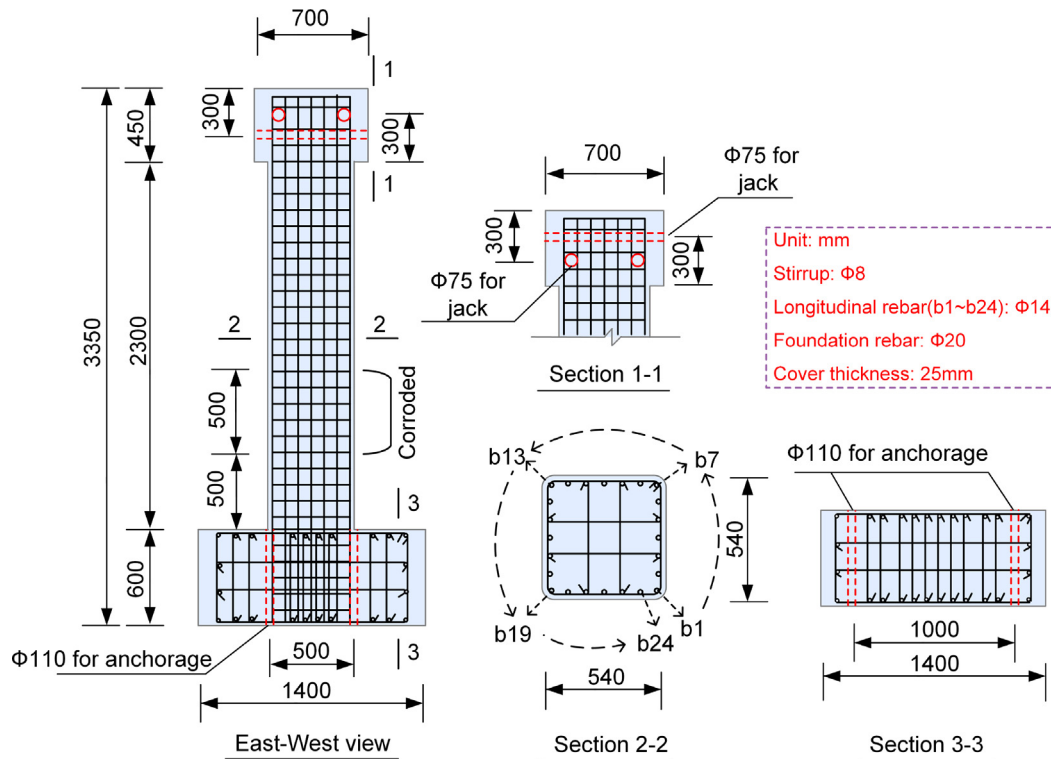 700
1
300
450
300
1
3350
2300
2
2
500
Corroded
500
3
600
Φ110 for anchorage
500
3
1400
East-West view
700
Φ75 for
jack
300
300
Φ75 for
jack
Section 1-1
Unit: mm
Stirrup: Φ8
Longitudinal rebar(b1~b24): Φ14
Foundation rebar: Φ20
Cover thickness: 25mm
b13
b7
540
b19
b24
b1
540
Section 2-2
Φ110 for anchorage
1000
1400
Section 3-3